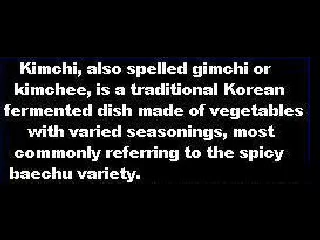 Kimchi, also spelled gimchi or
kimchee, is a traditional Korean
fermented dish made of vegetables
with varied seasonings, most
commonly referring to the spicy
baechu variety.